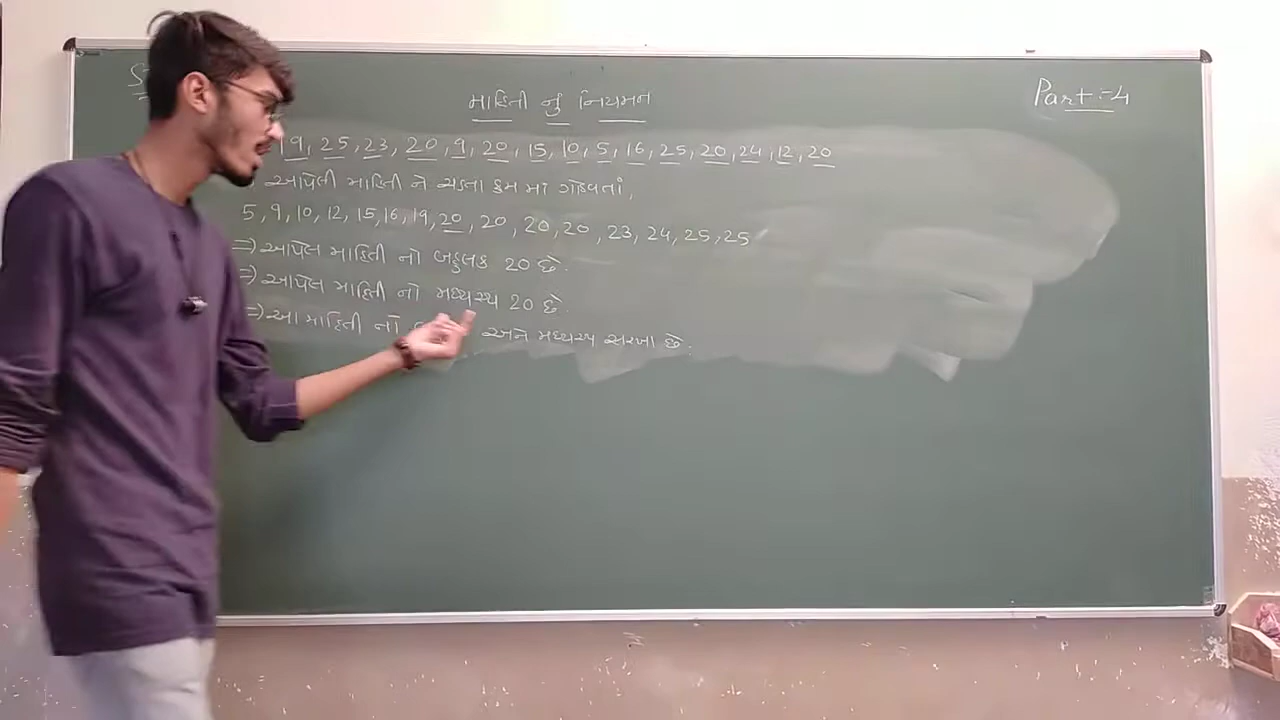 માહિતી નું નિયમન
Part:-4
19, 25, 23, 20, 9, 20, 15, 10, 5, 16, 25, 20, 24, 12, 20
આપેલી માહિતી ને ચડતા ક્રમ માં ગોઠવતાં,
5, 9, 10, 12, 15, 16, 19, 20, 20, 20, 20, 23, 24, 25, 25
=) આપેલ માહિતી નો બહુલક 20 છે.
=) આપેલ માહિતી નો મધ્યસ્થ 20 છે.
=) આ માહિતી નો અને મધ્યસ્થ સરખા છે.